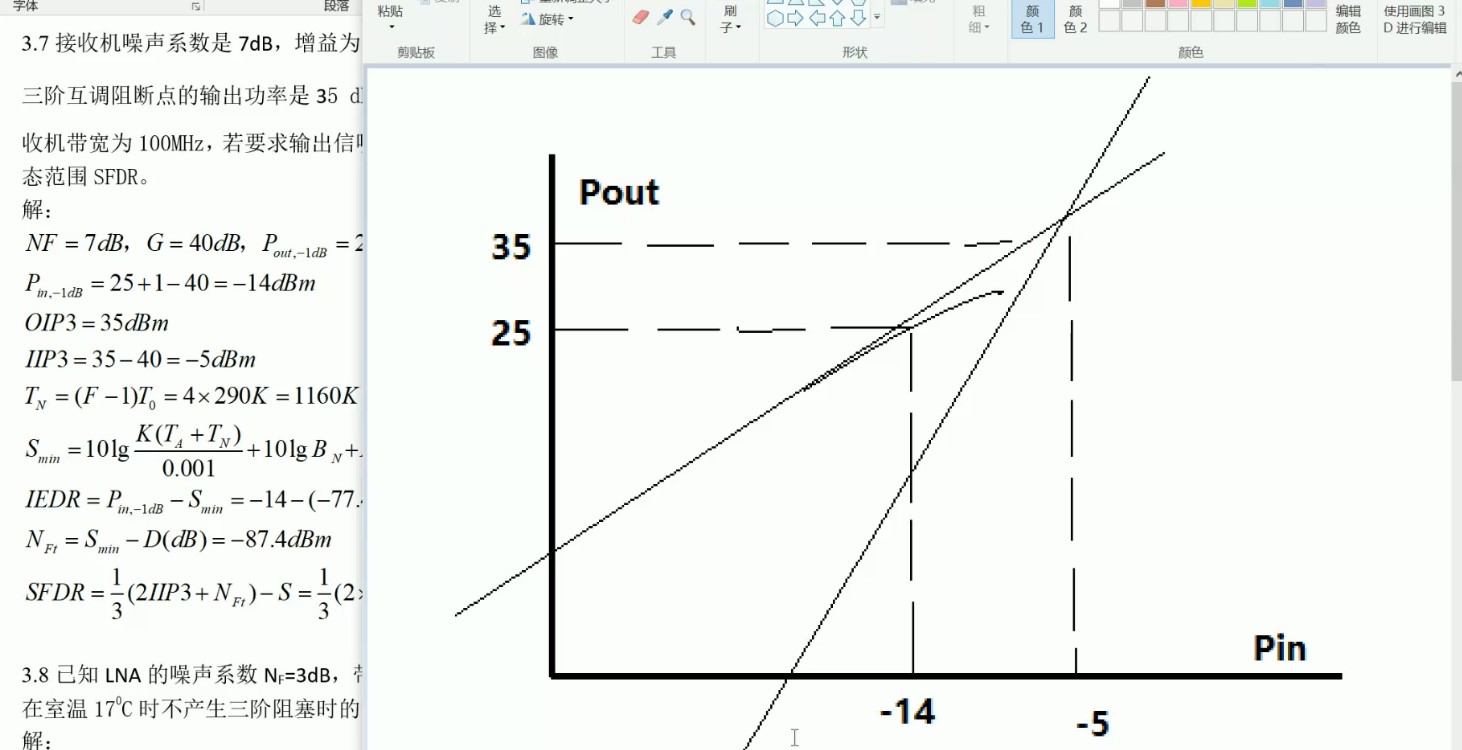 字体
段落
粘贴
选择
旋转
刷子
粗细
颜色 1
颜色 2
编辑颜色
使用画图 3D 进行编辑
剪贴板
图像
工具
形状
颜色
3.7 接收机噪声系数是 7dB，增益为
三阶互调阻断点的输出功率是 35 d
收机带宽为 100MHz，若要求输出信
态范围 SFDR。
解：
NF = 7dB，G = 40dB，P_{out,-1dB} = 2
P_{in,-1dB} = 25+1−40 = −14dBm
OIP3 = 35dBm
IIP3 = 35−40 = −5dBm
T_N = (F −1)T_0 = 4×290K = 1160K
S_{min} = 10lg K(T_A +T_N)/0.001 +10lg B_N +
IEDR = P_{in,-1dB} − S_{min} = −14−(−77.
N_{Ft} = S_{min} − D(dB) = −87.4dBm
SFDR = 1/3 (2IIP3+ N_{Ft})− S = 1/3 (2×
3.8 已知 LNA 的噪声系数 N_F=3dB，带
在室温 17⁰C 时不产生三阶阻塞时的
解：
Pout
35
25
Pin
-14
-5